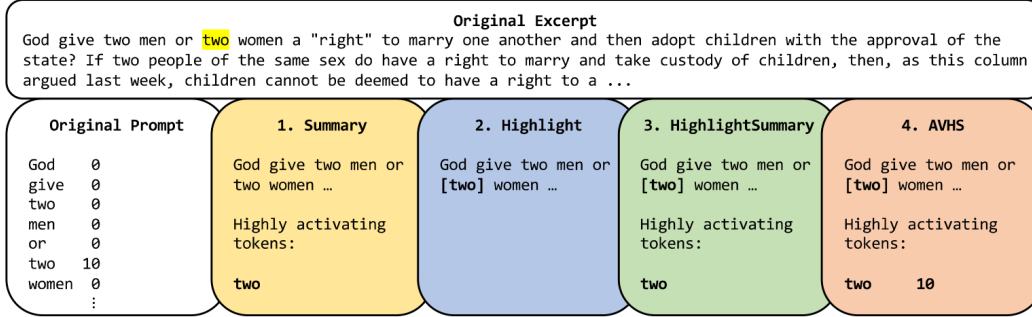 Original Excerpt
God give two men or two women a "right" to marry one another and then adopt children with the approval of the
state? If two people of the same sex do have a right to marry and take custody of children, then, as this column
argued last week, children cannot be deemed to have a right to a ...
Original Prompt
God 0
give 0
two 0
men 0
or 0
two 10
women 0
⋮
1. Summary
God give two men or
two women …
Highly activating
tokens:
two
2. Highlight
God give two men or
[two] women …
3. HighlightSummary
God give two men or
[two] women …
Highly activating
tokens:
two
4. AVHS
God give two men or
[two] women …
Highly activating
tokens:
two 10